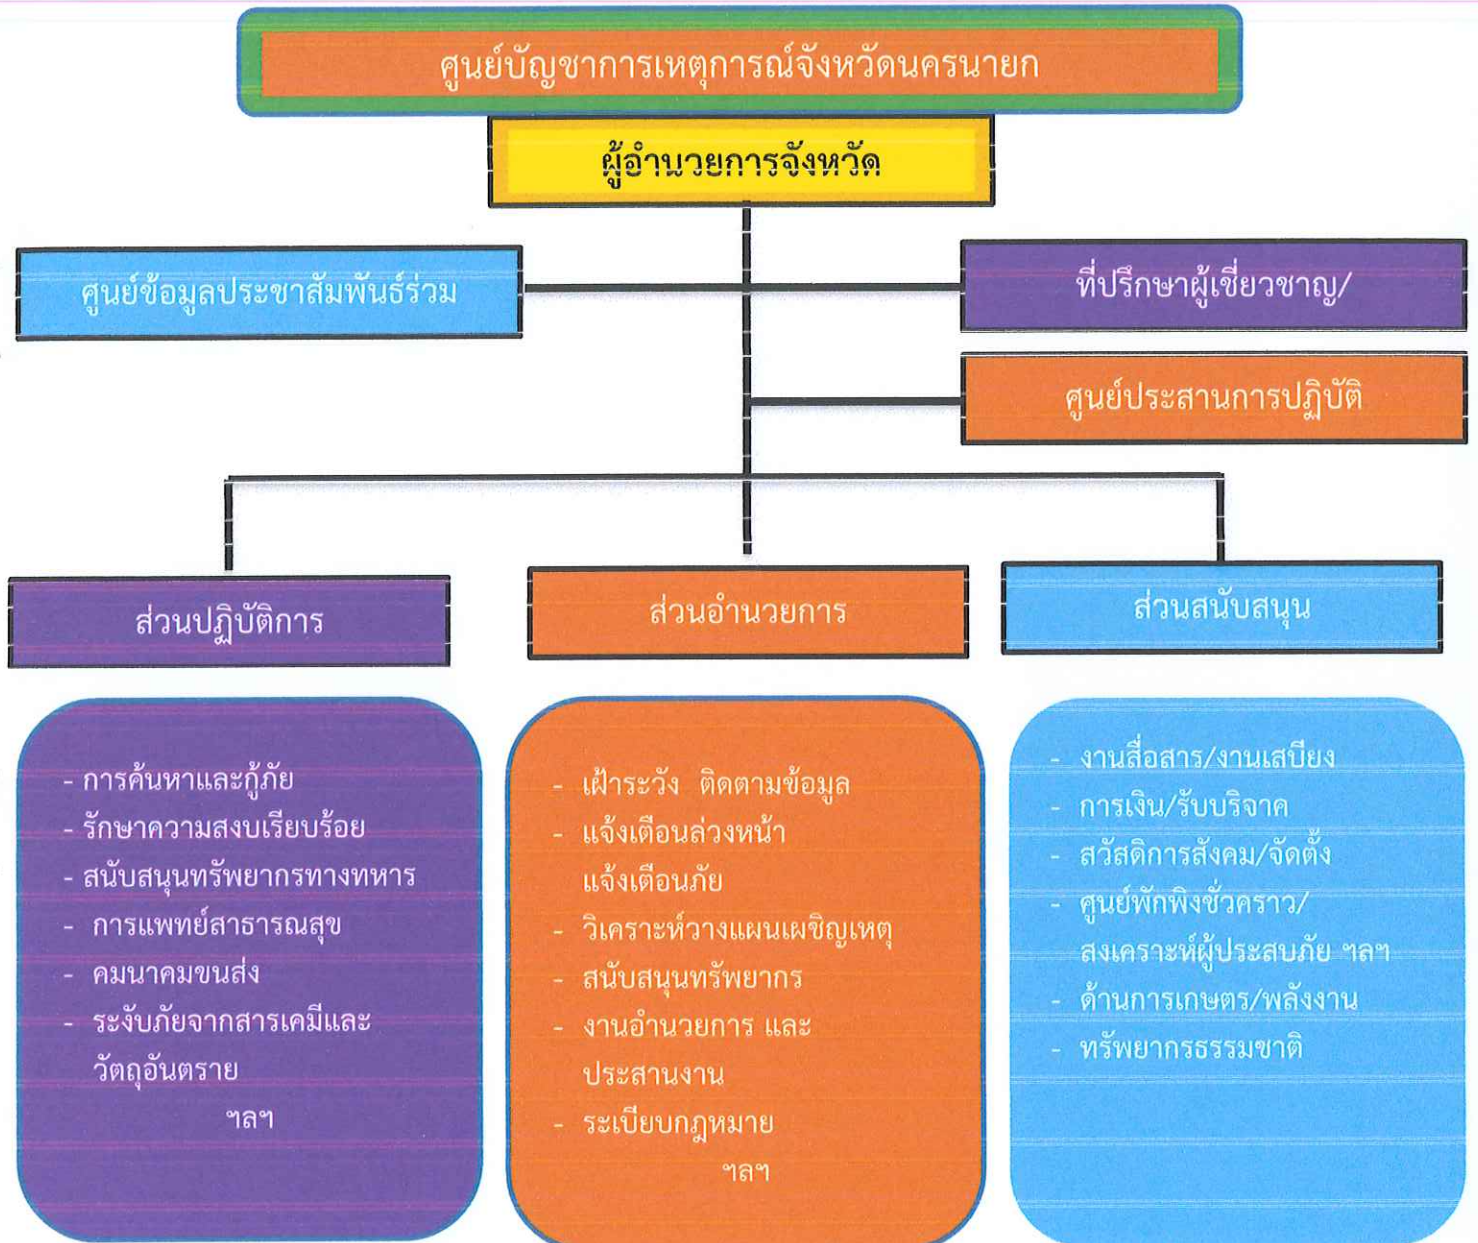 ศูนย์บัญชาการเหตุการณ์จังหวัดนครนายก
ผู้อำนวยการจังหวัด
ศูนย์ข้อมูลประชาสัมพันธ์ร่วม
ที่ปรึกษาผู้เชี่ยวชาญ/
ศูนย์ประสานการปฏิบัติ
ส่วนปฏิบัติการ
- การค้นหาและกู้ภัย
- รักษาความสงบเรียบร้อย
- สนับสนุนทรัพยากรทางทหาร
- การแพทย์สาธารณสุข
- คมนาคมขนส่ง
- ระงับภัยจากสารเคมีและ
วัตถุอันตราย
ฯลฯ
ส่วนอำนวยการ
- เฝ้าระวัง ติดตามข้อมูล
- แจ้งเตือนล่วงหน้า
แจ้งเตือนภัย
- วิเคราะห์วางแผนเผชิญเหตุ
- สนับสนุนทรัพยากร
- งานอำนวยการ และ
ประสานงาน
- ระเบียบกฎหมาย
ฯลฯ
ส่วนสนับสนุน
- งานสื่อสาร/งานเสบียง
- การเงิน/รับบริจาค
- สวัสดิการสังคม/จัดตั้ง
- ศูนย์พักพิงชั่วคราว/
สงเคราะห์ผู้ประสบภัย ฯลฯ
- ด้านการเกษตร/พลังงาน
- ทรัพยากรธรรมชาติ